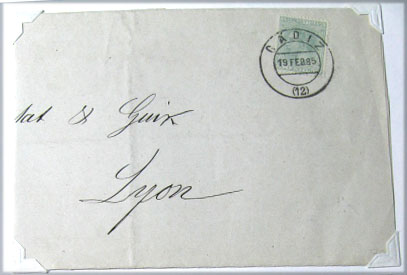 CADIZ
19 FEB.85
(12)
& Guix
Lyon